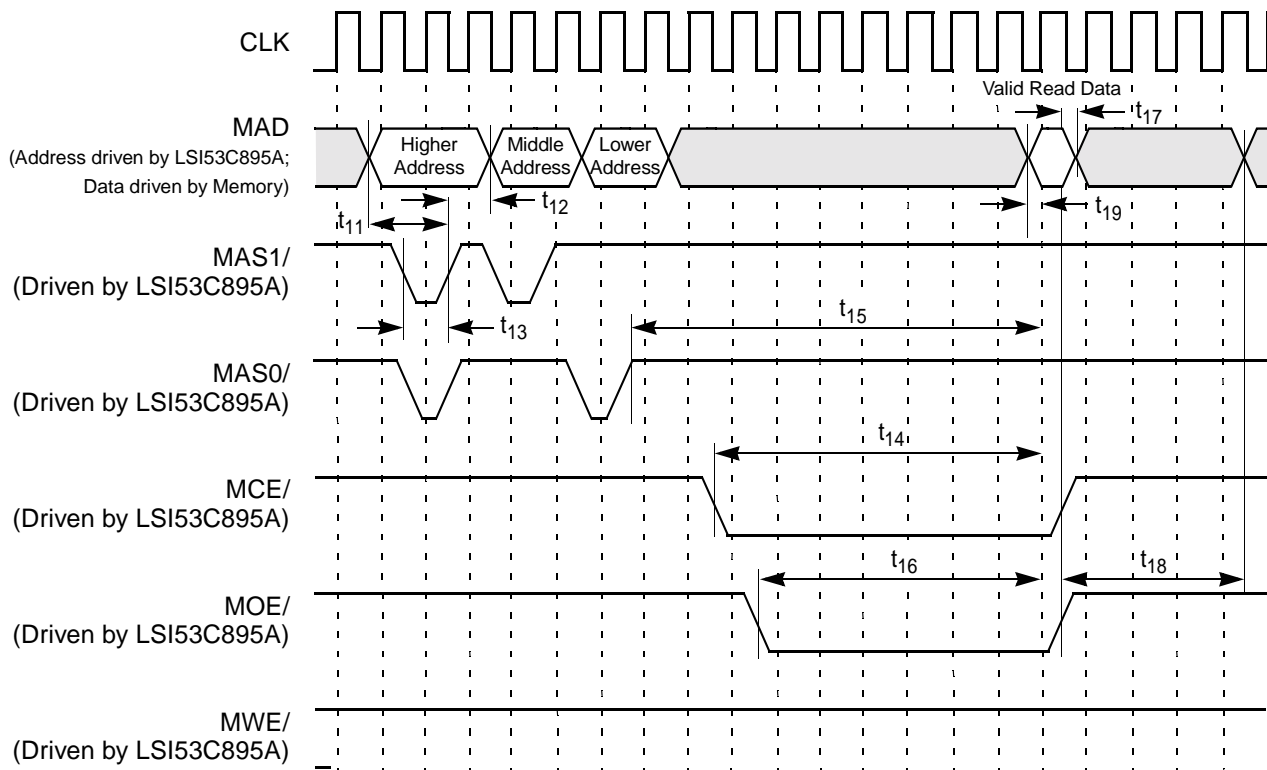 CLK
Valid Read Data
t17
MAD
(Address driven by LSI53C895A;
Data driven by Memory)
Higher
Address
Middle
Address
Lower
Address
t11
t12
t19
MAS1/
(Driven by LSI53C895A)
t13
t15
MAS0/
(Driven by LSI53C895A)
t14
MCE/
(Driven by LSI53C895A)
t16
t18
MOE/
(Driven by LSI53C895A)
MWE/
(Driven by LSI53C895A)